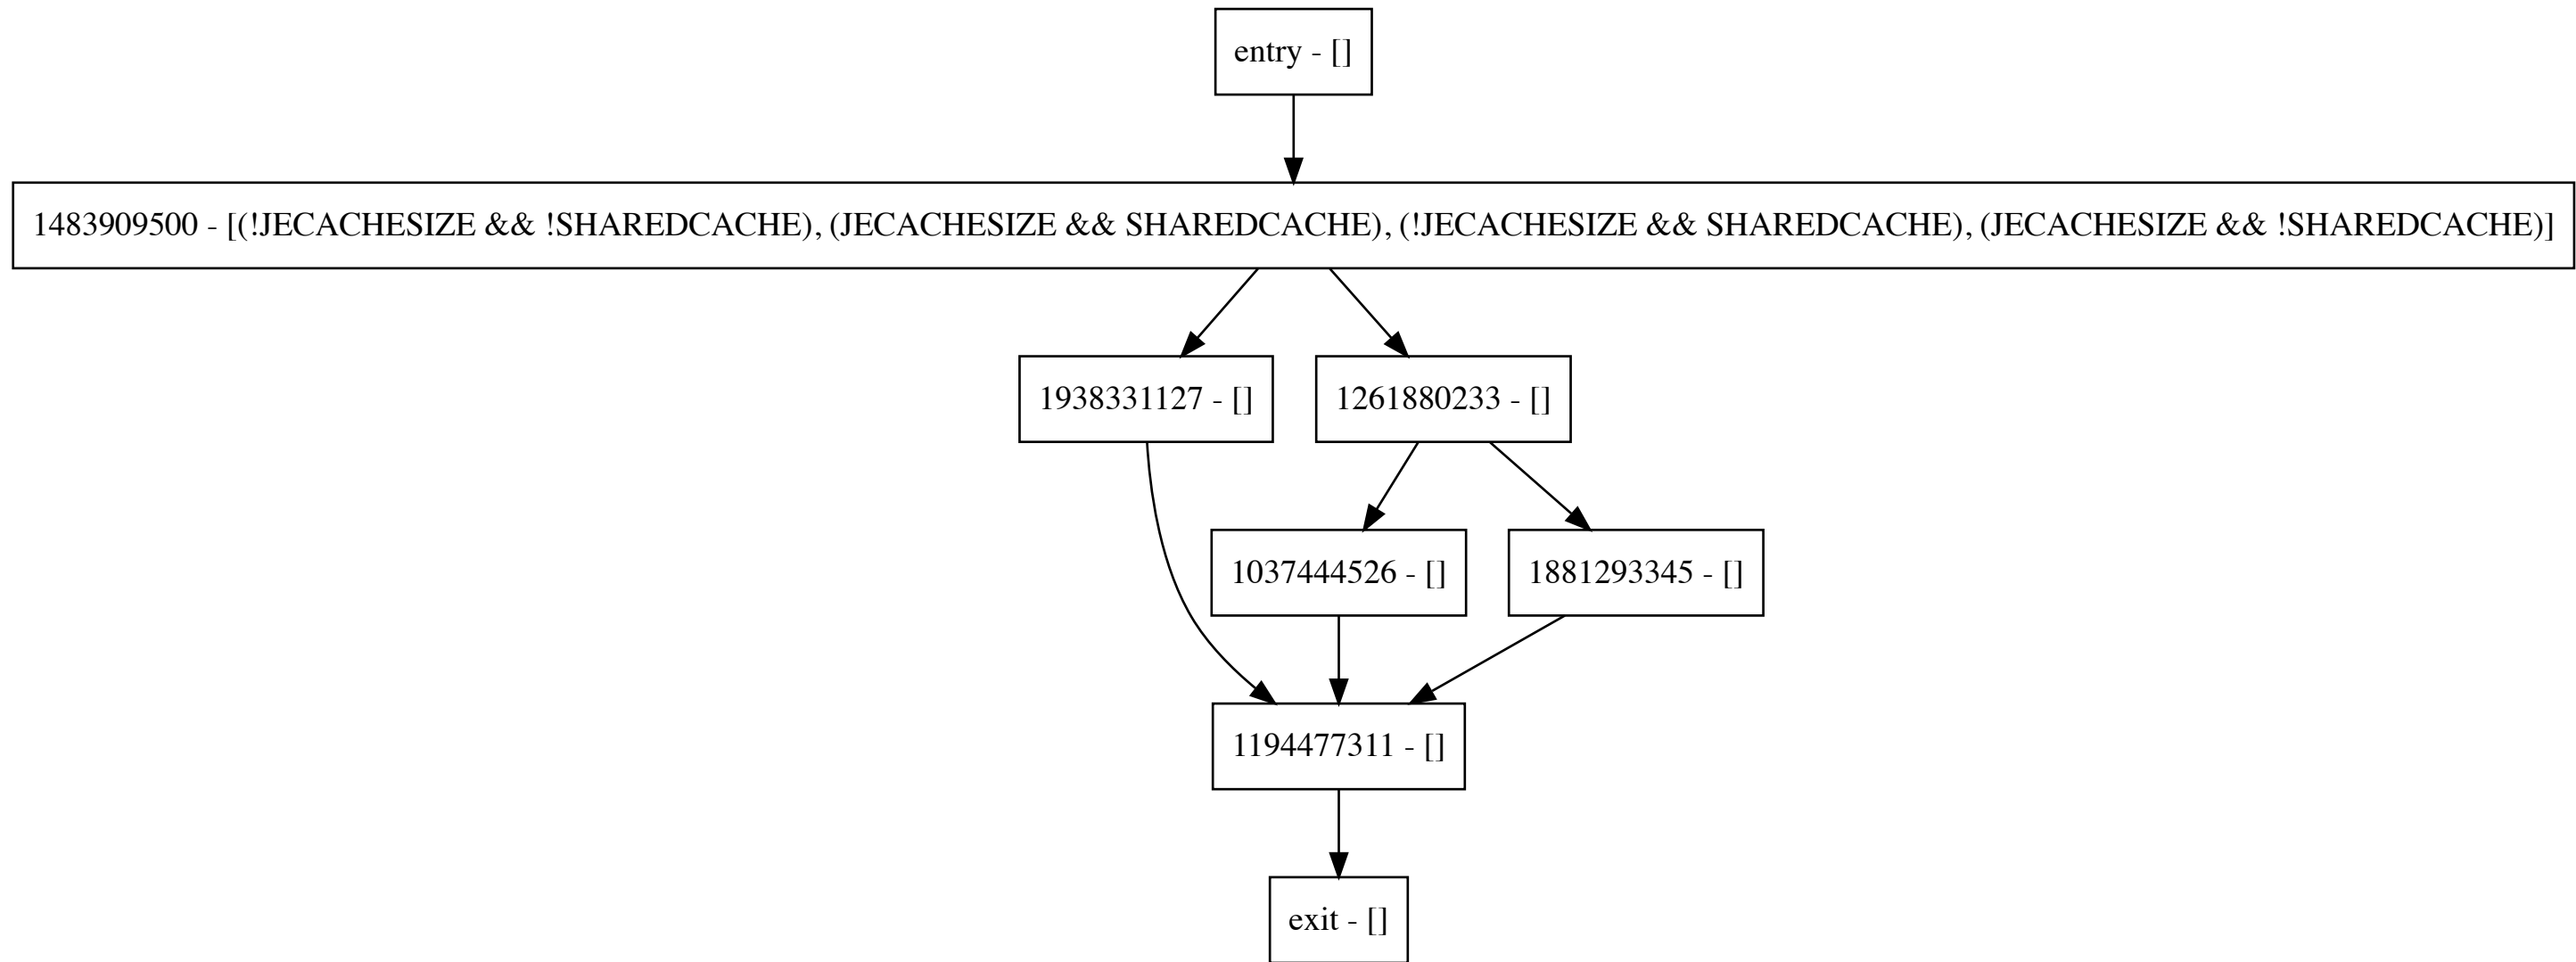 entry - []
1483909500 - [(!JECACHESIZE && !SHAREDCACHE), (JECACHESIZE && SHAREDCACHE), (!JECACHESIZE && SHAREDCACHE), (JECACHESIZE && !SHAREDCACHE)]
1938331127 - []
1261880233 - []
1037444526 - []
1881293345 - []
1194477311 - []
exit - []